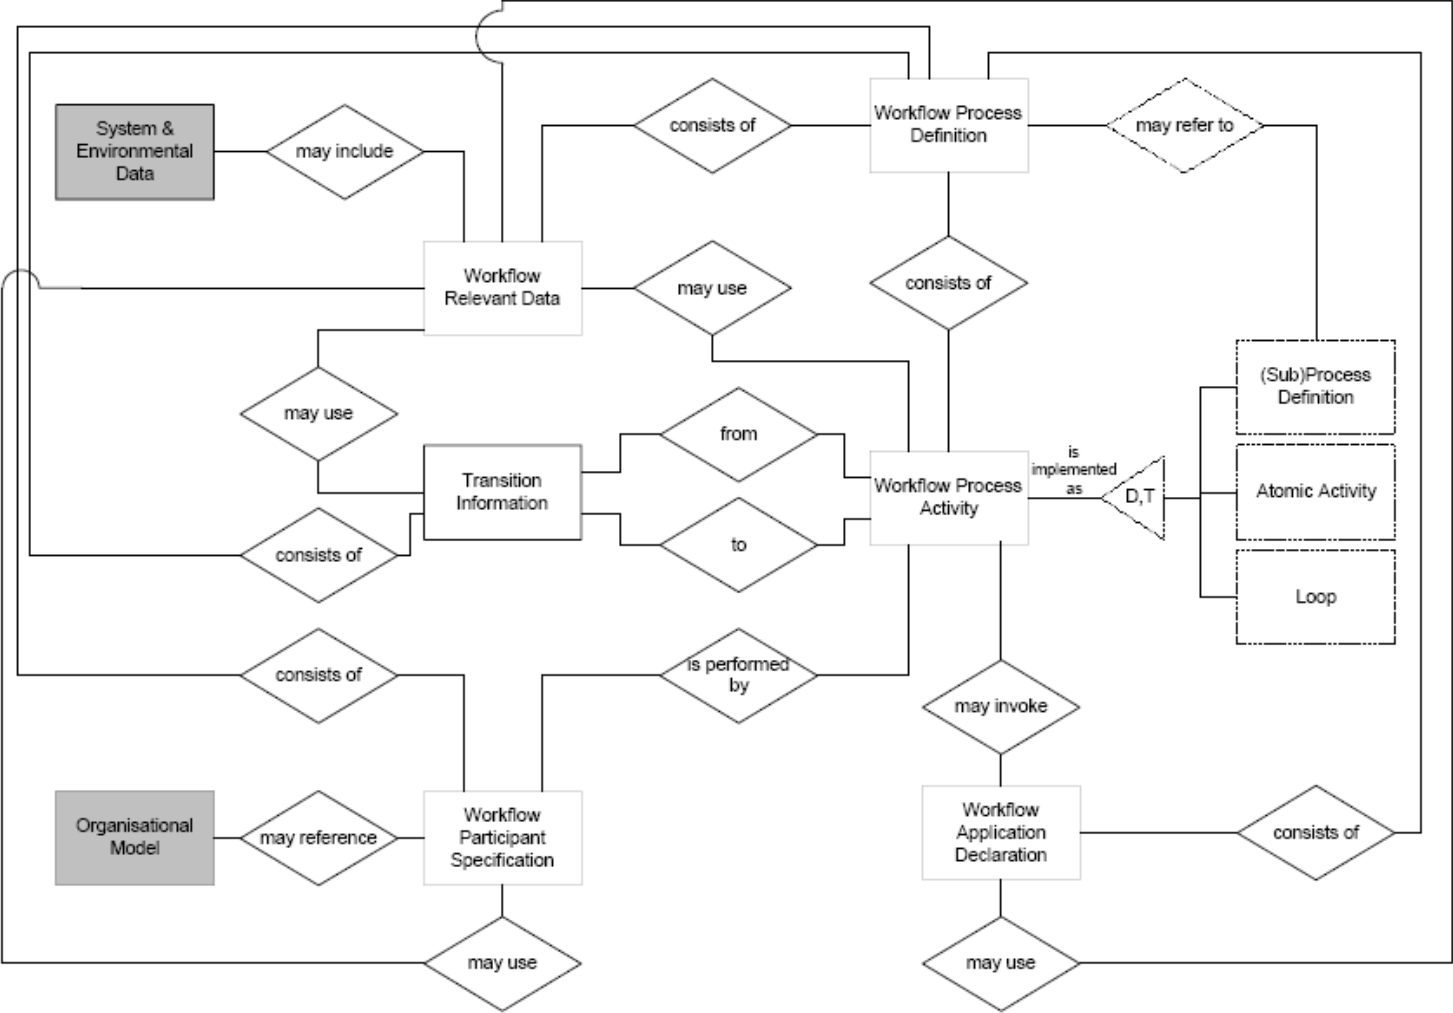 consists of
Workflow Process
Definition
may refer to
System &
Environmental
Data
may include
Workflow
Relevant Data
may use
consists of
may use
from
(Sub)Process
Definition
Transition
Information
Workflow Process
Activity
is
implemented
as
D,T
Atomic Activity
consists of
to
Loop
consists of
is performed
by
may invoke
Organisational
Model
may reference
Workflow
Participant
Specification
Workflow
Application
Declaration
consists of
may use
may use